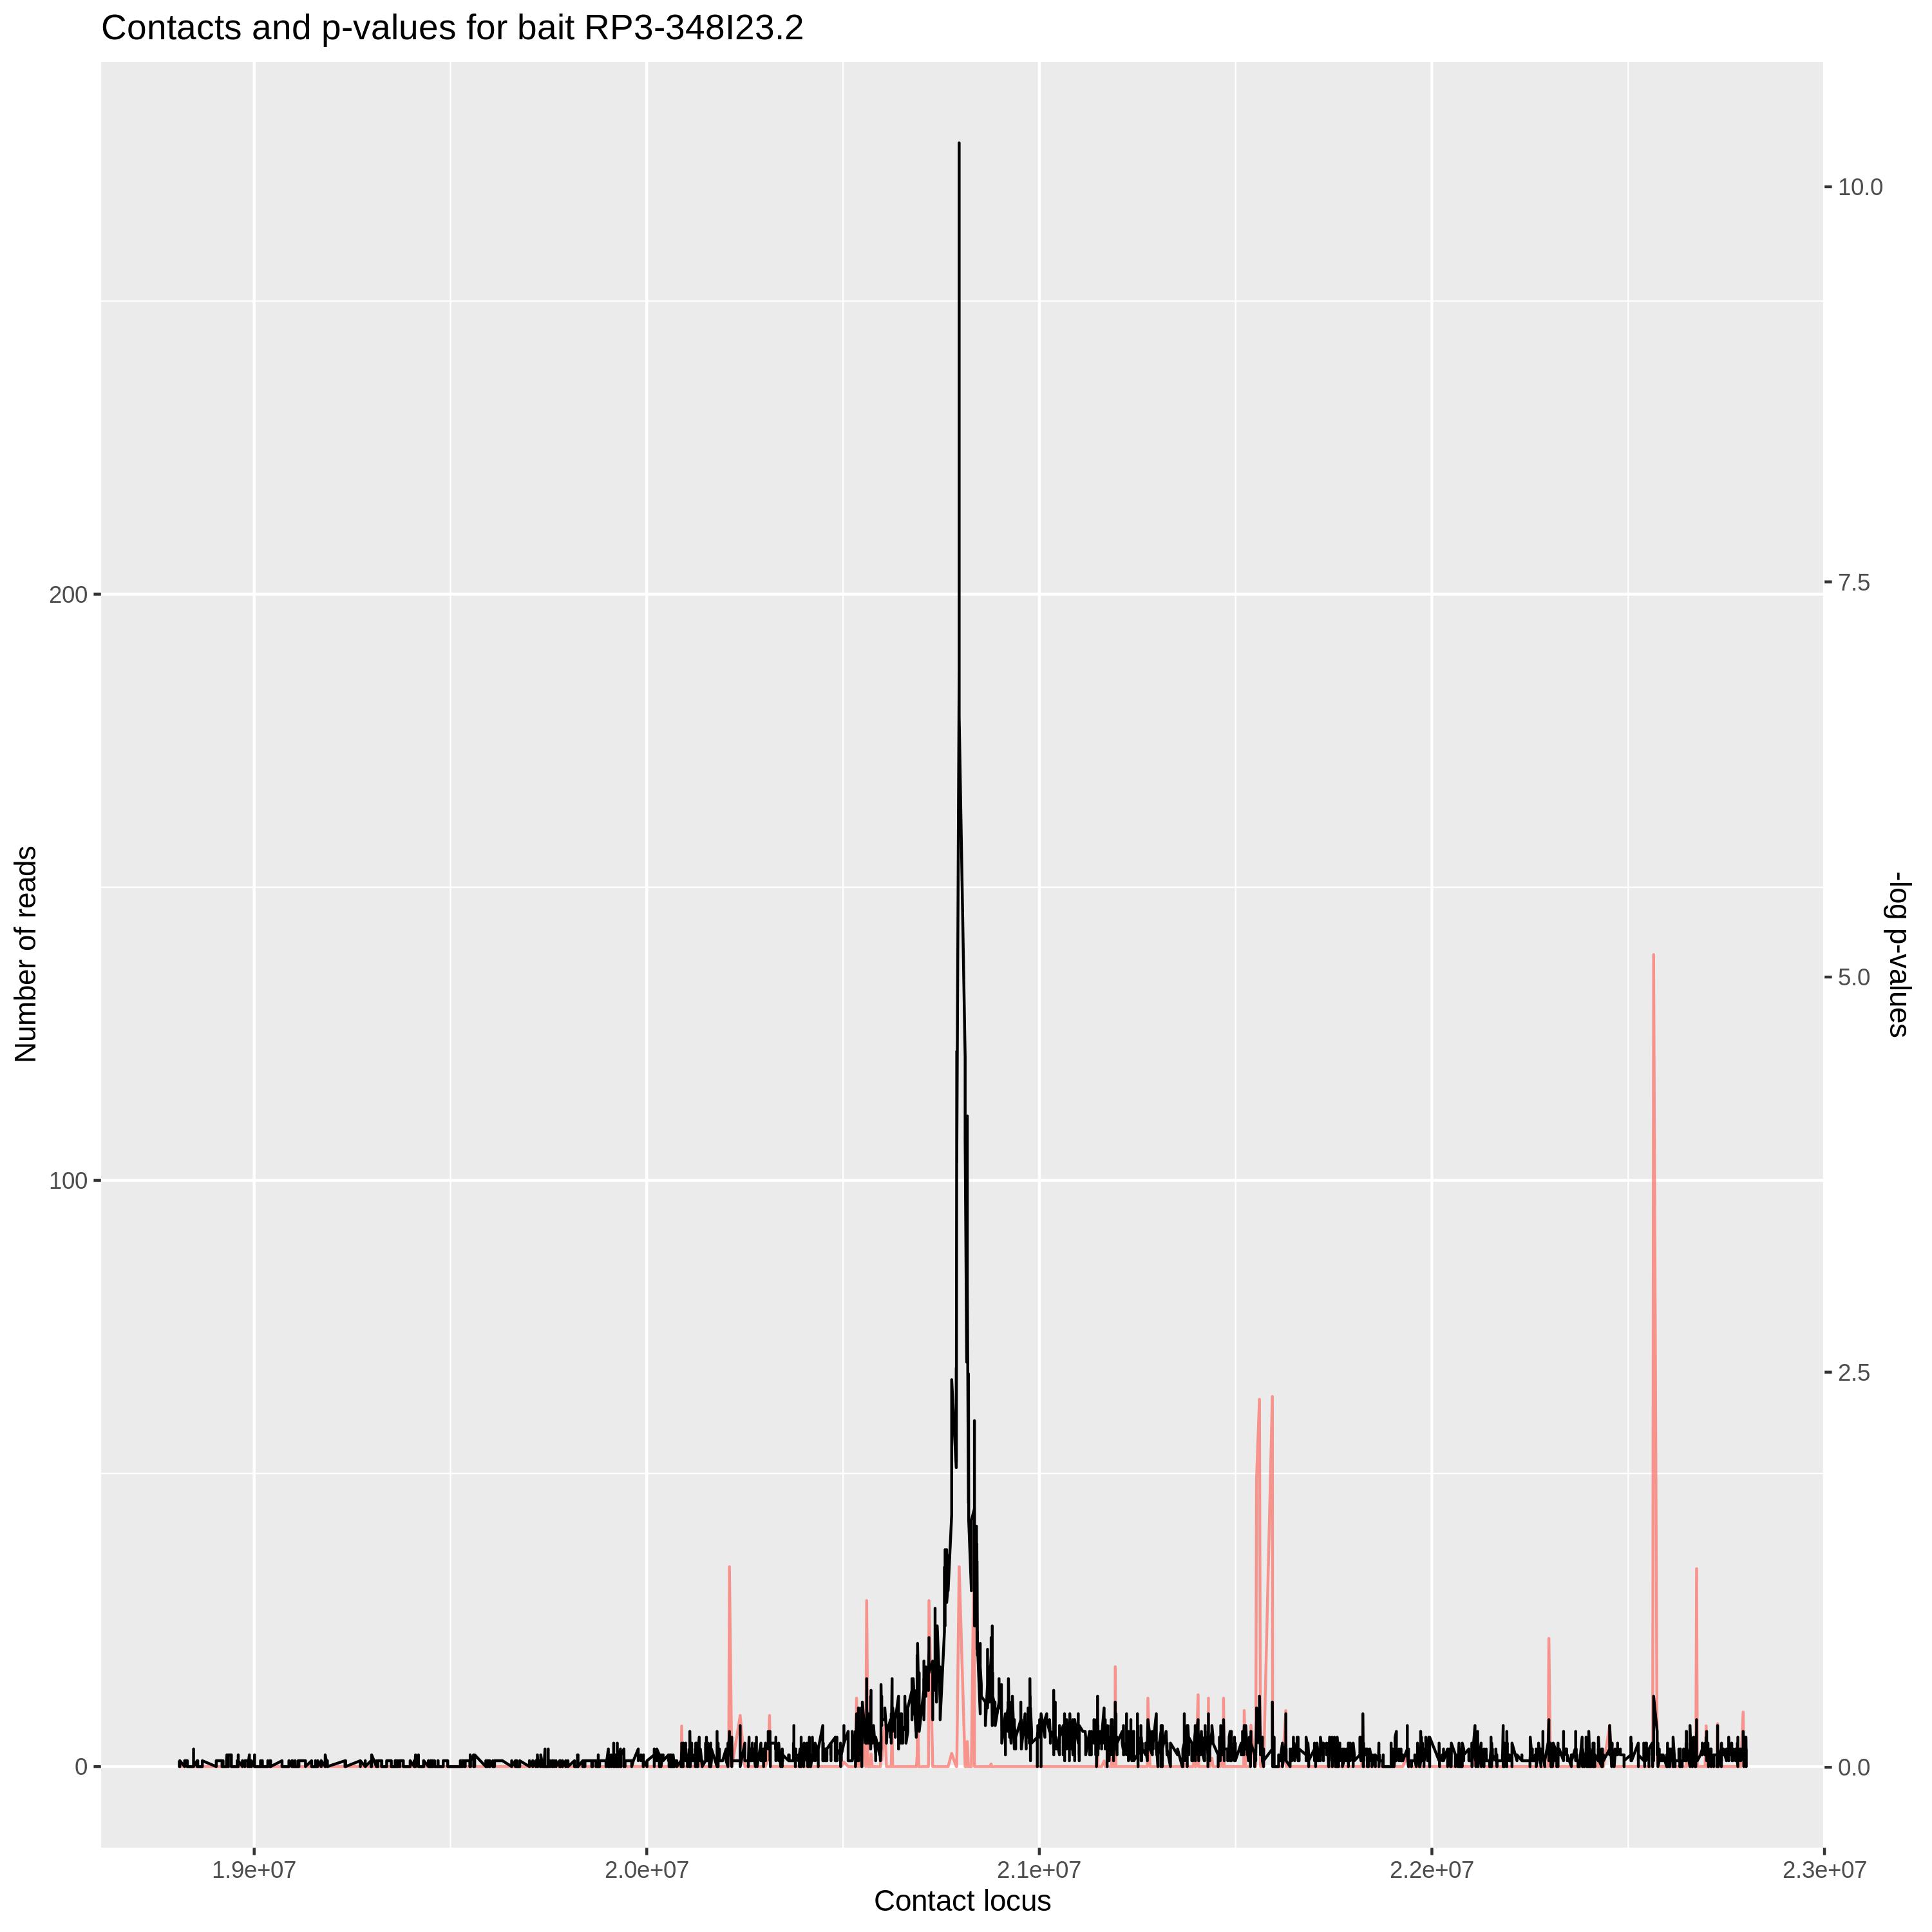 Contacts and p-values for bait RP3-348I23.2
10.0
200
7.5
Number of reads
-log p-values
5.0
100
2.5
0
0.0
1.9e+07
2.0e+07
2.1e+07
2.2e+07
2.3e+07
Contact locus